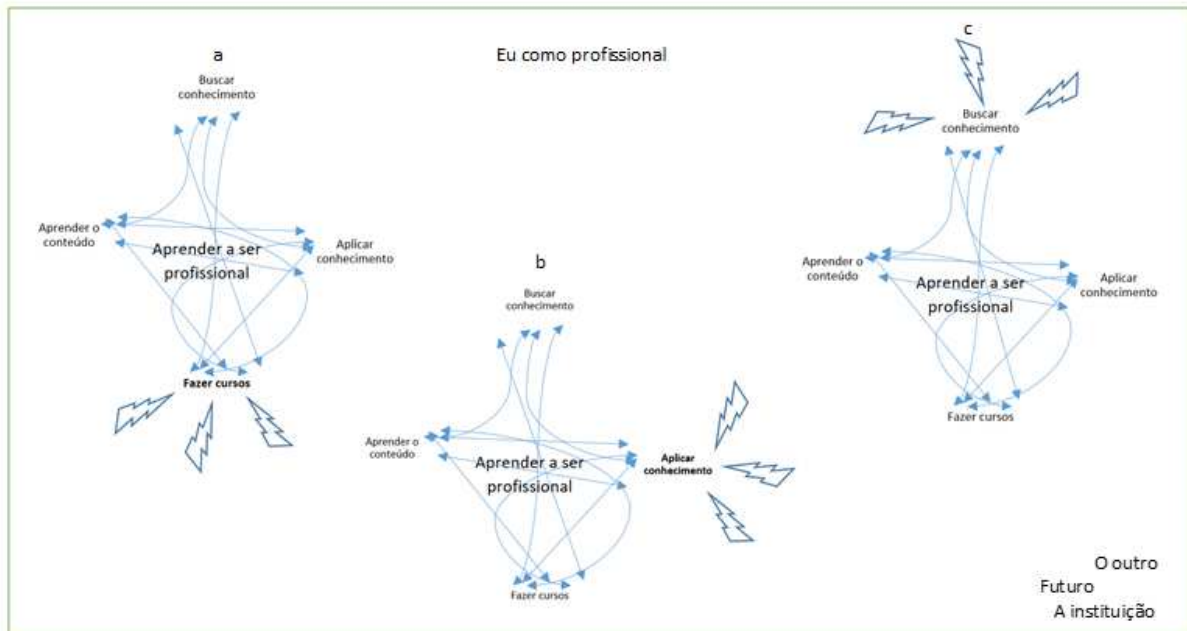 Eu como profissional
a
Buscar
conhecimento
Aprender o
conteúdo
Aprender a ser
profissional
Aplicar
conhecimento
Fazer cursos
b
Buscar
conhecimento
Aprender o
conteúdo
Aprender a ser
profissional
Aplicar
conhecimento
Fazer cursos
c
Buscar
conhecimento
Aprender o
conteúdo
Aprender a ser
profissional
Aplicar
conhecimento
Fazer cursos
O outro
Futuro
A instituição